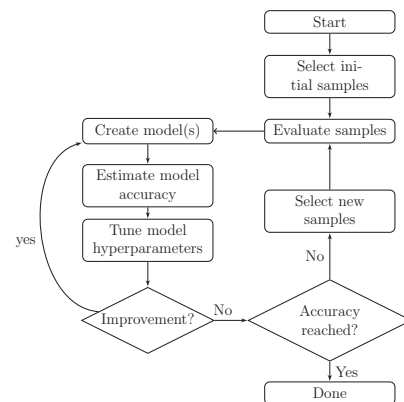 Start
Select ini-
tial samples
Evaluate samples
Create model(s)
Estimate model
accuracy
Tune model
hyperparameters
Select new
samples
yes
No
Improvement?
No
Accuracy
reached?
Yes
Done